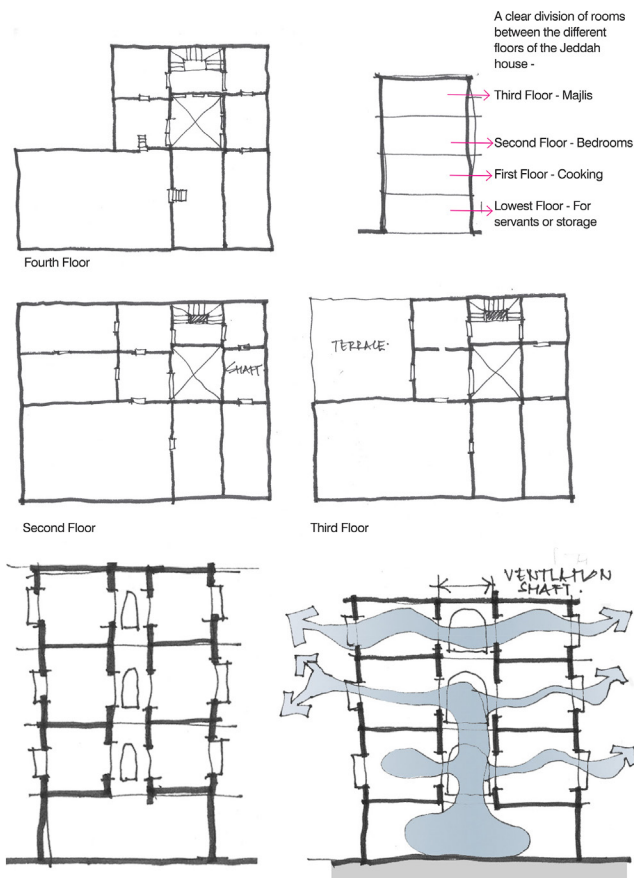 A clear division of rooms
between the different
floors of the Jeddah
house -
Third Floor - Majlis
Second Floor - Bedrooms
First Floor - Cooking
Lowest Floor - For
servants or storage
Fourth Floor
SHAFT.
TERRACE.
Second Floor
Third Floor
VENTILATION
SHAFT.